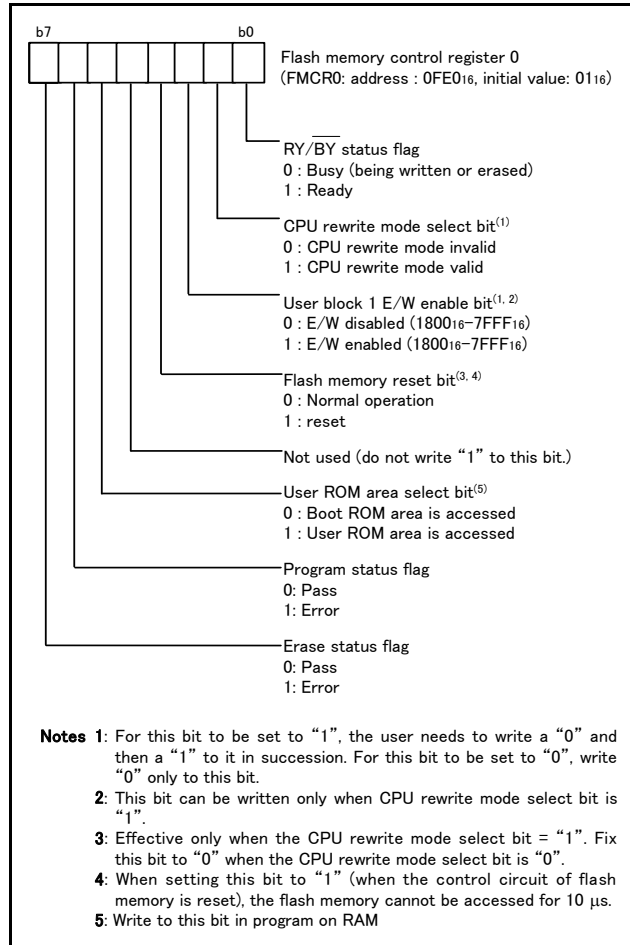 b7 b0
Flash memory control register 0
(FMCR0: address : 0FE016, initial value: 0116)
RY/BY status flag
0 : Busy (being written or erased)
1 : Ready
CPU rewrite mode select bit(1)
0 : CPU rewrite mode invalid
1 : CPU rewrite mode valid
User block 1 E/W enable bit(1, 2)
0 : E/W disabled (180016-7FFF16)
1 : E/W enabled (180016-7FFF16)
Flash memory reset bit(3, 4)
0 : Normal operation
1 : reset
Not used (do not write “1” to this bit.)
User ROM area select bit(5)
0 : Boot ROM area is accessed
1 : User ROM area is accessed
Program status flag
0: Pass
1: Error
Erase status flag
0: Pass
1: Error
Notes 1: For this bit to be set to “1”, the user needs to write a “0” and
then a “1” to it in succession. For this bit to be set to “0”, write
“0” only to this bit.
2: This bit can be written only when CPU rewrite mode select bit is
“1”.
3: Effective only when the CPU rewrite mode select bit = “1”. Fix
this bit to “0” when the CPU rewrite mode select bit is “0”.
4: When setting this bit to “1” (when the control circuit of flash
memory is reset), the flash memory cannot be accessed for 10 μs.
5: Write to this bit in program on RAM